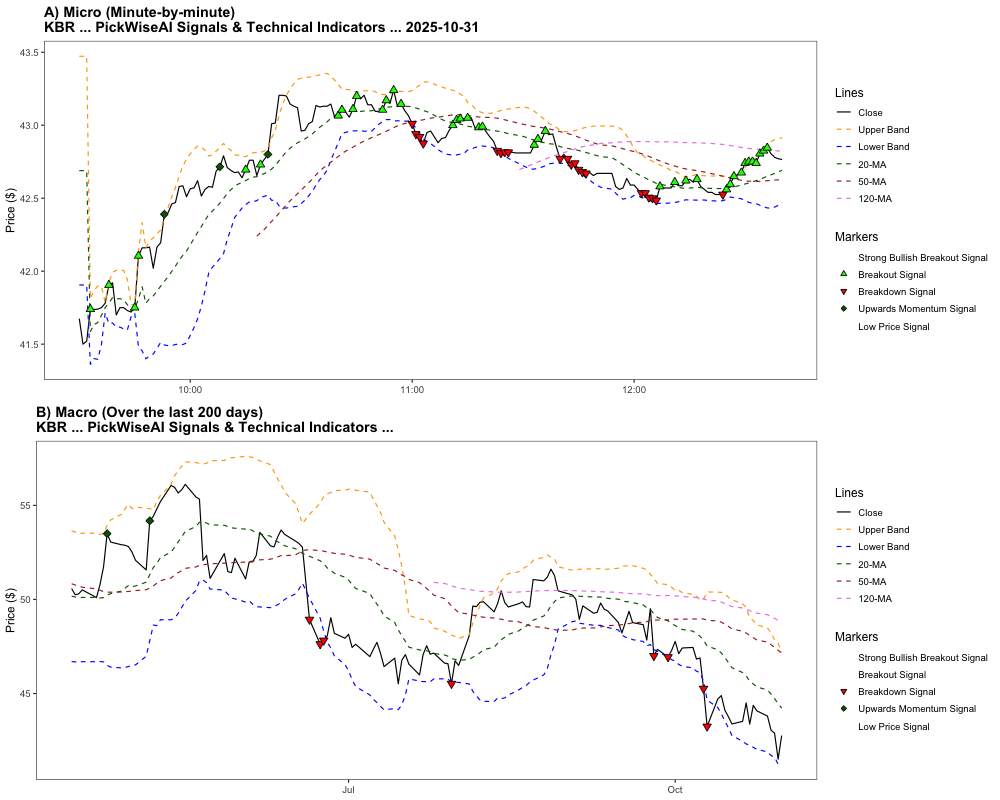 A) Micro (Minute-by-minute)
KBR ... PickWiseAI Signals & Technical Indicators ... 2025-10-31
43.5
43.0
42.5
42.0
41.5
Price ($)
10:00
11:00
12:00
Lines
Close
Upper Band
Lower Band
20-MA
50-MA
120-MA
Markers
Strong Bullish Breakout Signal
Breakout Signal
Breakdown Signal
Upwards Momentum Signal
Low Price Signal
B) Macro (Over the last 200 days)
KBR ... PickWiseAI Signals & Technical Indicators ...
55
50
45
Price ($)
Jul
Oct
Lines
Close
Upper Band
Lower Band
20-MA
50-MA
120-MA
Markers
Strong Bullish Breakout Signal
Breakout Signal
Breakdown Signal
Upwards Momentum Signal
Low Price Signal